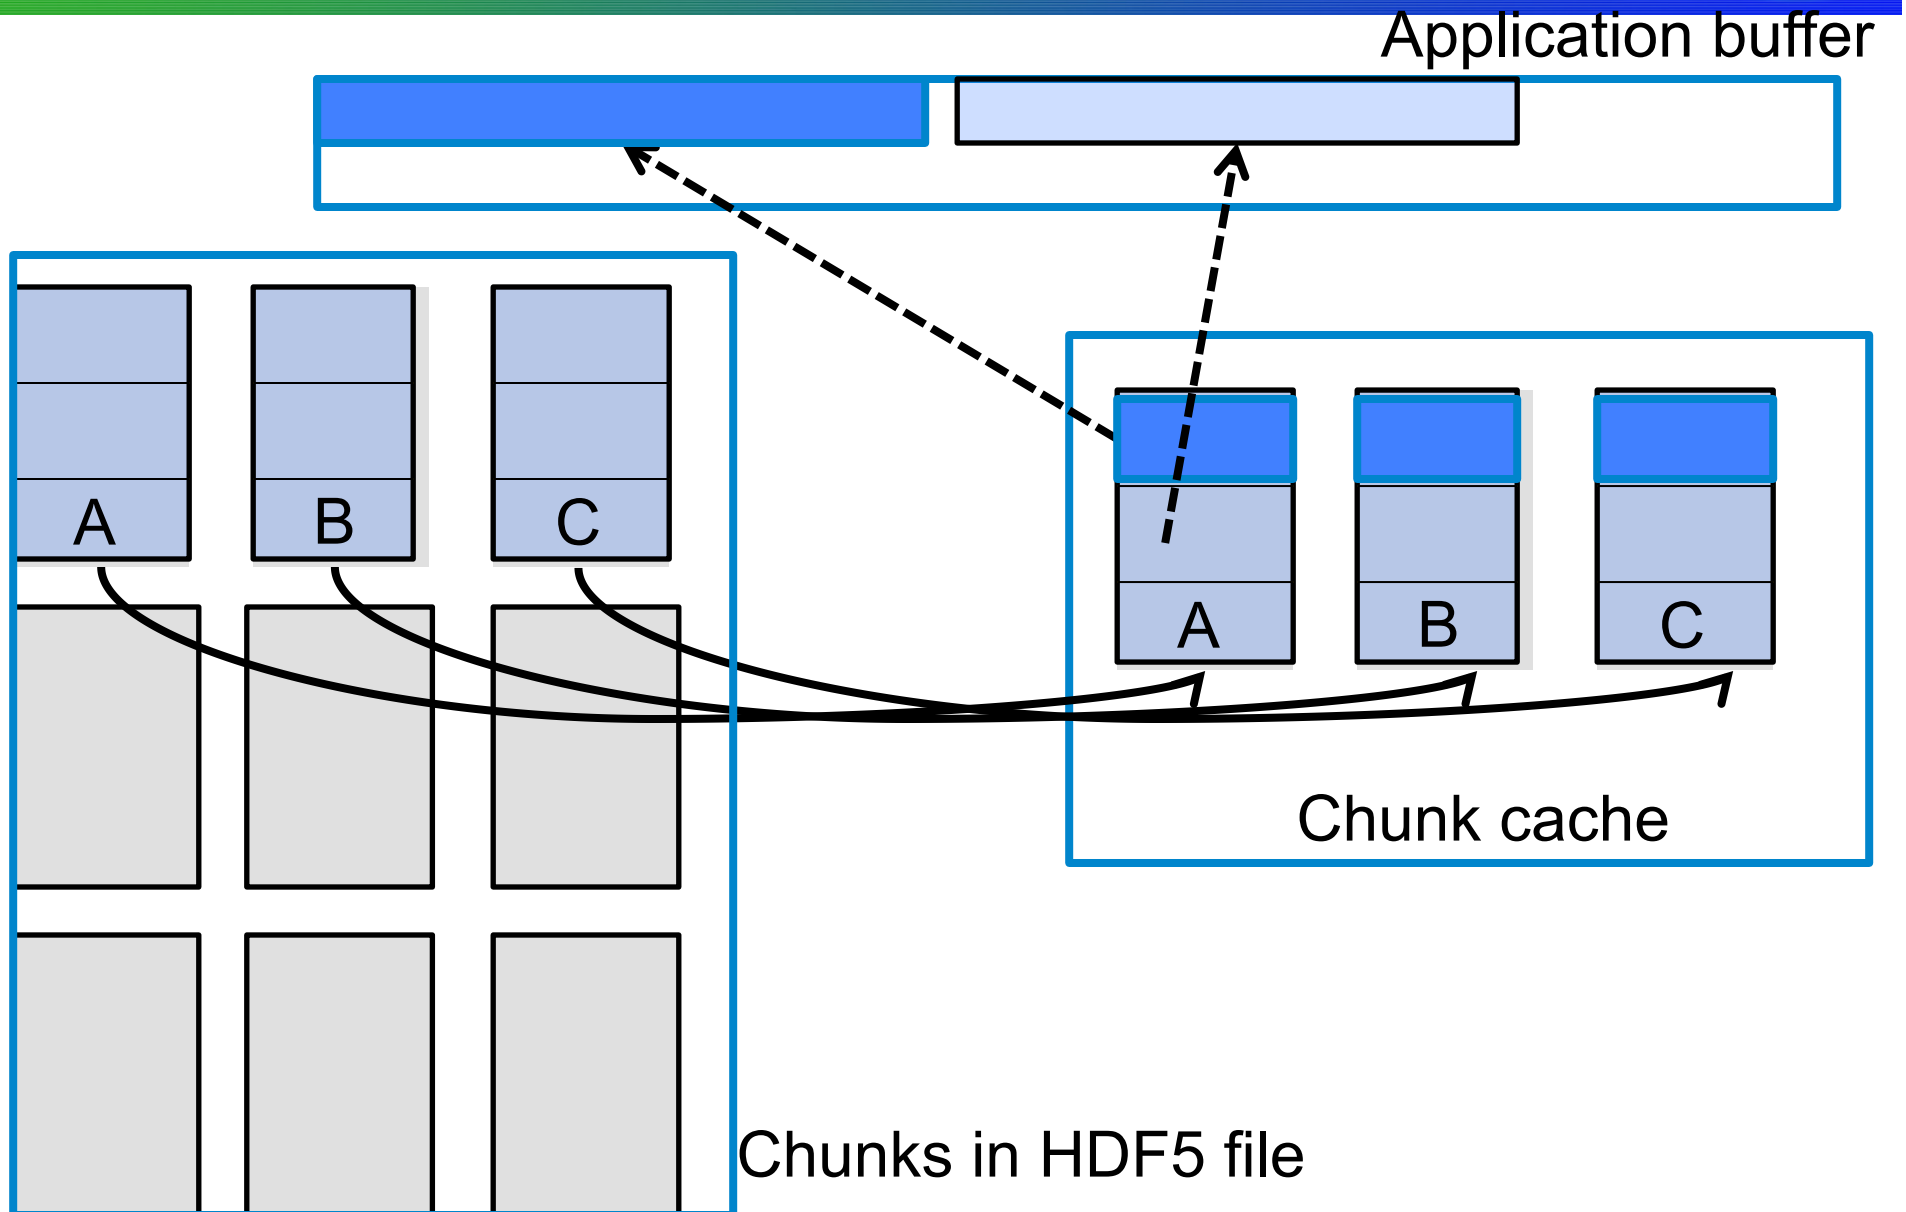 Application buffer
A B C
A B C
Chunk cache
Chunks in HDF5 file